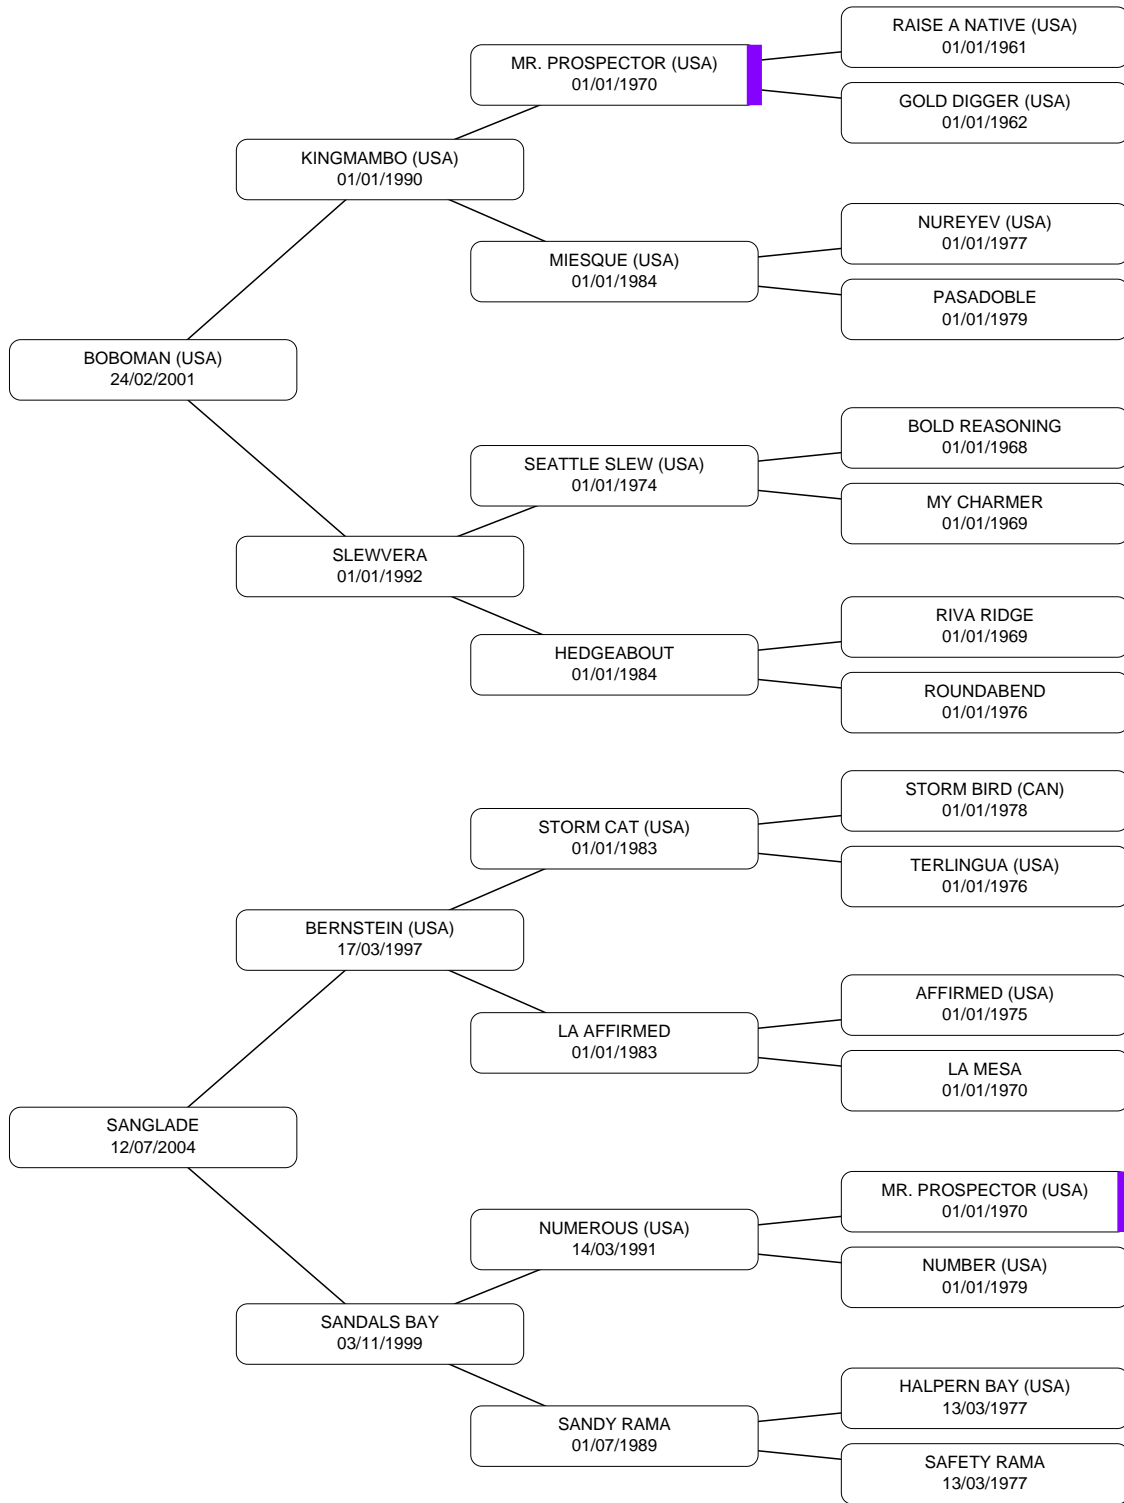 RAISE A NATIVE (USA)
01/01/1961
MR. PROSPECTOR (USA)
01/01/1970
GOLD DIGGER (USA)
01/01/1962
KINGMAMBO (USA)
01/01/1990
NUREYEV (USA)
01/01/1977
MIESQUE (USA)
01/01/1984
PASADOBLE
01/01/1979
BOBOMAN (USA)
24/02/2001
BOLD REASONING
01/01/1968
SEATTLE SLEW (USA)
01/01/1974
MY CHARMER
01/01/1969
SLEWVERA
01/01/1992
RIVA RIDGE
01/01/1969
HEDGEABOUT
01/01/1984
ROUNDABEND
01/01/1976
STORM BIRD (CAN)
01/01/1978
STORM CAT (USA)
01/01/1983
TERLINGUA (USA)
01/01/1976
BERNSTEIN (USA)
17/03/1997
AFFIRMED (USA)
01/01/1975
LA AFFIRMED
01/01/1983
LA MESA
01/01/1970
SANGLADE
12/07/2004
MR. PROSPECTOR (USA)
01/01/1970
NUMEROUS (USA)
14/03/1991
NUMBER (USA)
01/01/1979
SANDALS BAY
03/11/1999
HALPERN BAY (USA)
13/03/1977
SANDY RAMA
01/07/1989
SAFETY RAMA
13/03/1977